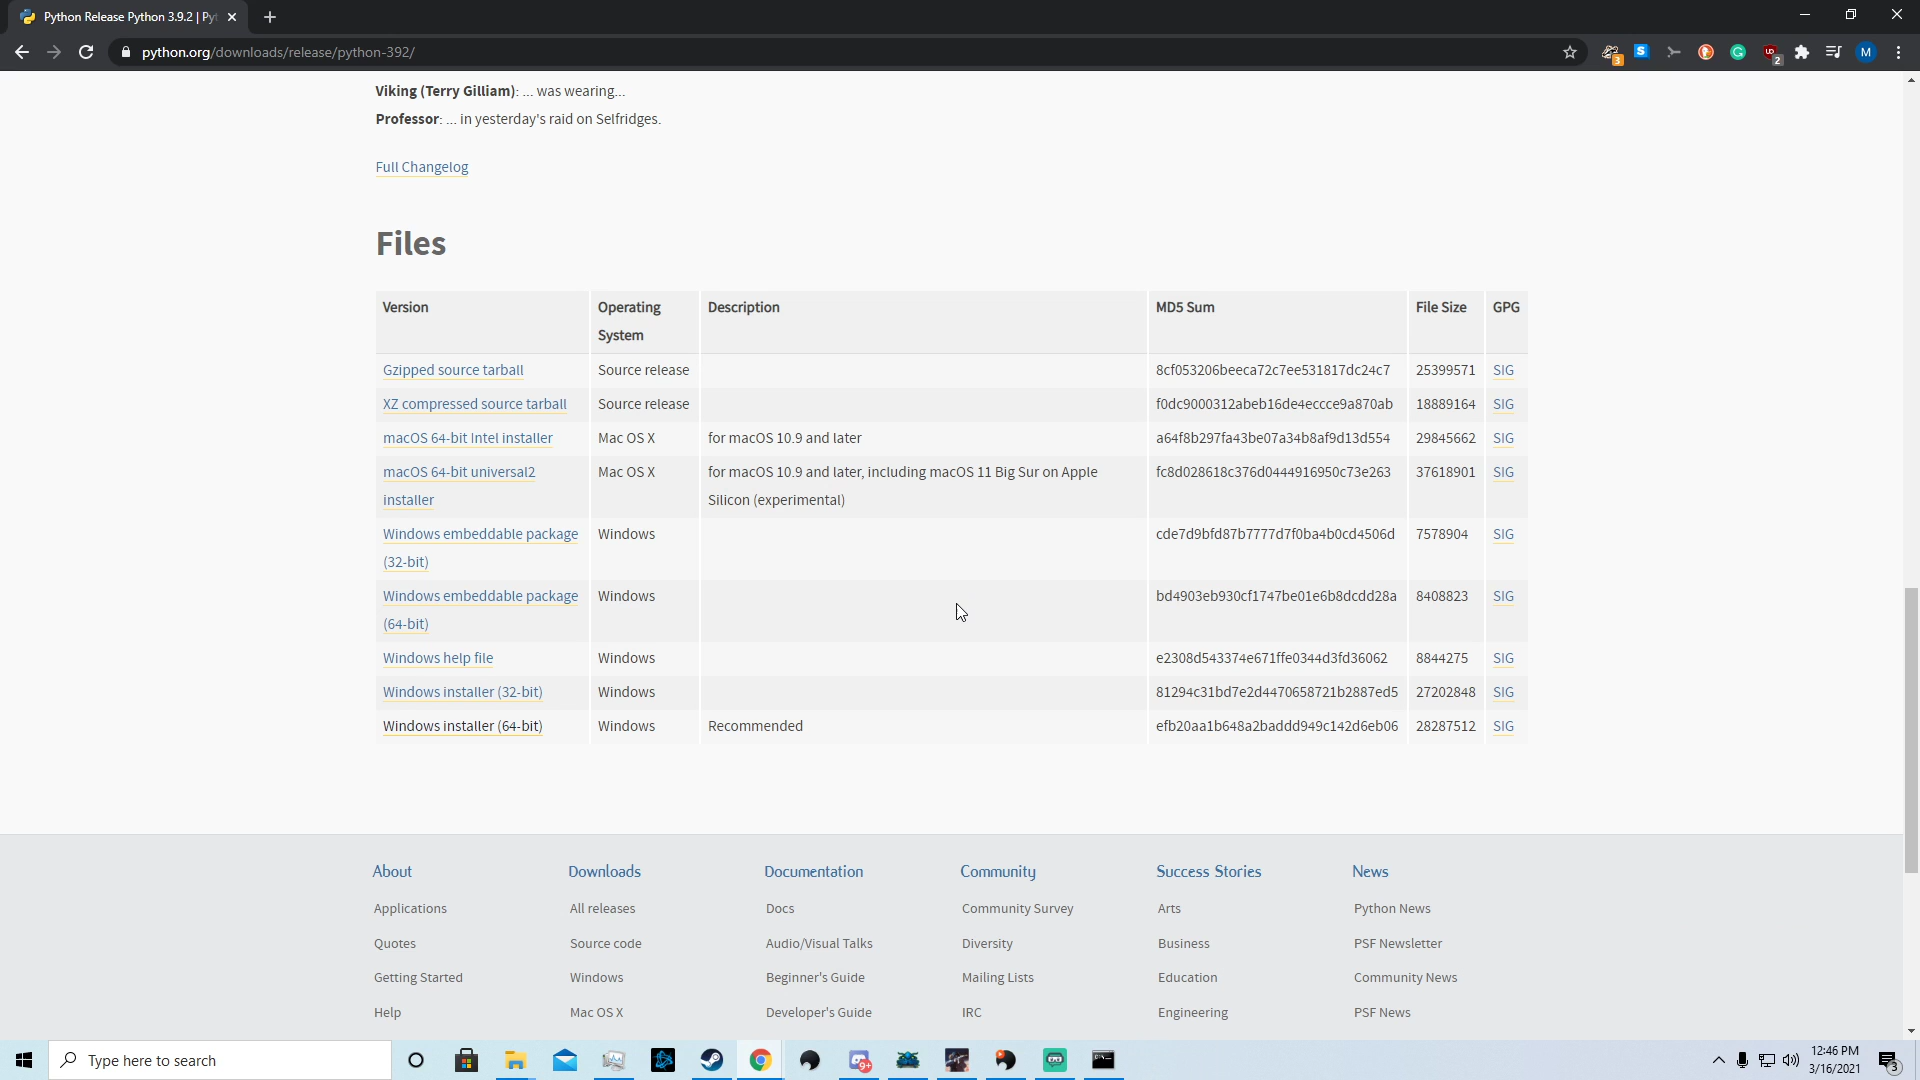 Python Release Python 3.9.2 | Py
python.org/downloads/release/python-392/
3
S
G
UD
2
M
Viking (Terry Gilliam): ... was wearing...
Professor: ... in yesterday's raid on Selfridges.
Full Changelog
Files
Version Operating System Description MD5 Sum File Size GPG
Gzipped source tarball Source release 8cf053206beeca72c7ee531817dc24c7 25399571 SIG
XZ compressed source tarball Source release f0dc9000312abeb16de4eccce9a870ab 18889164 SIG
macOS 64-bit Intel installer Mac OS X for macOS 10.9 and later a64f8b297fa43be07a34b8af9d13d554 29845662 SIG
macOS 64-bit universal2 Mac OS X for macOS 10.9 and later, including macOS 11 Big Sur on Apple fc8d028618c376d0444916950c73e263 37618901 SIG
installer Silicon (experimental)
Windows embeddable package Windows cde7d9bfd87b7777d7f0ba4b0cd4506d 7578904 SIG
(32-bit)
Windows embeddable package Windows bd4903eb930cf1747be01e6b8dcdd28a 8408823 SIG
(64-bit)
Windows help file Windows e2308d543374e671ffe0344d3fd36062 8844275 SIG
Windows installer (32-bit) Windows 81294c31bd7e2d4470658721b2887ed5 27202848 SIG
Windows installer (64-bit) Windows Recommended efb20aa1b648a2baddd949c142d6eb06 28287512 SIG
About Downloads Documentation Community Success Stories News
Applications All releases Docs Community Survey Arts Python News
Quotes Source code Audio/Visual Talks Diversity Business PSF Newsletter
Getting Started Windows Beginner's Guide Mailing Lists Education Community News
Help Mac OS X Developer's Guide IRC Engineering PSF News
Type here to search
9+
12:46 PM
3/16/2021
3